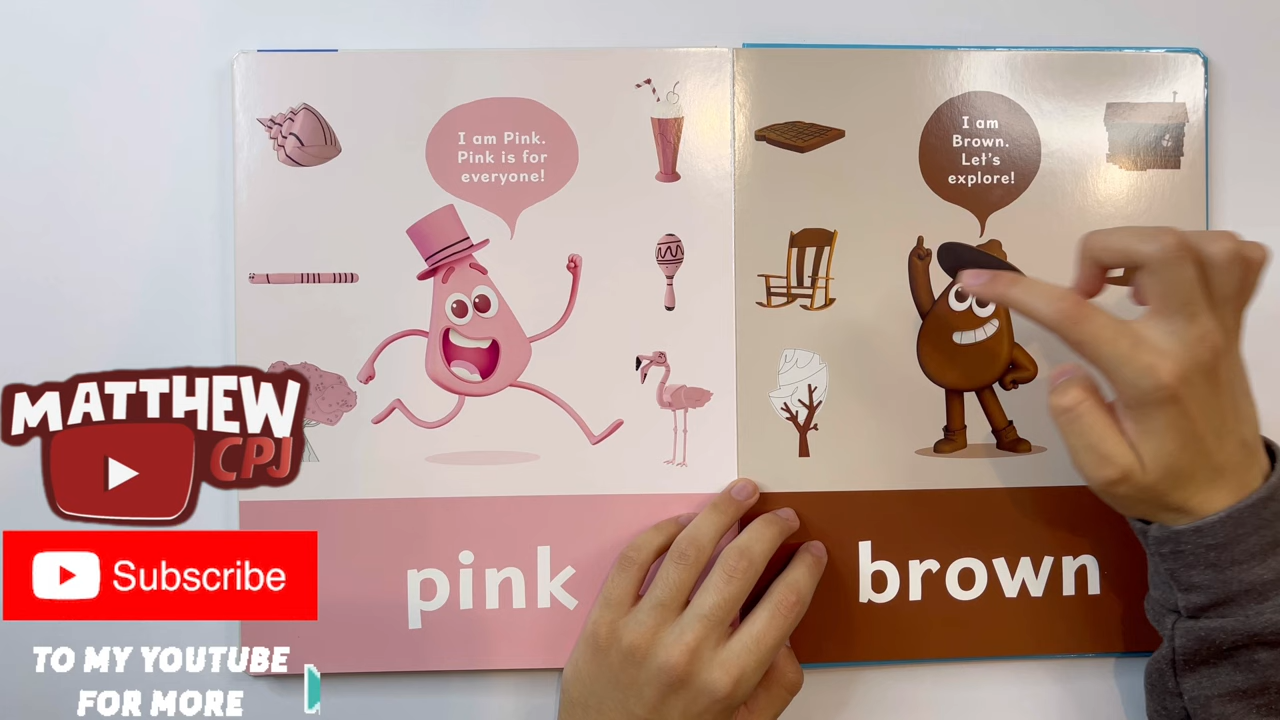 I am Pink.
Pink is for
everyone!
I am
Brown.
Let's
explore!
pink
brown
MATTHEW
CPJ
Subscribe
TO MY YOUTUBE
FOR MORE